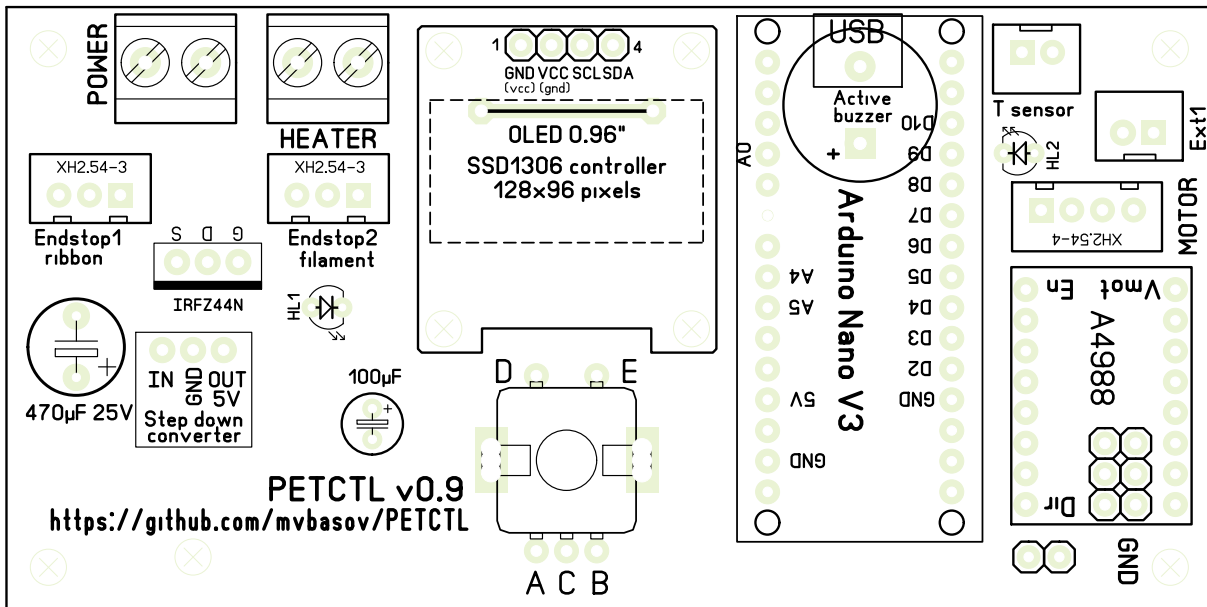 POWER
HEATER
1
4
GND VCC SCL SDA
(vcc) (gnd)
OLED 0.96"
SSD1306 controller
128x96 pixels
USB
Active
buzzer
+
Arduino Nano V3
A0
A4
A5
5V
GND
D10
D9
D8
D7
D6
D5
D4
D3
D2
GND
T sensor
HL2
Ext1
MOTOR
XH2.54-4
XH2.54-3
Endstop1
ribbon
XH2.54-3
Endstop2
filament
S D G
IRFZ44N
HL1
+
470µF 25V
IN GND OUT
5V
Step down
converter
100µF
+
D
E
A C B
En
Vmot
A4988
Dir
GND
PETCTL v0.9
https://github.com/mvbasov/PETCTL